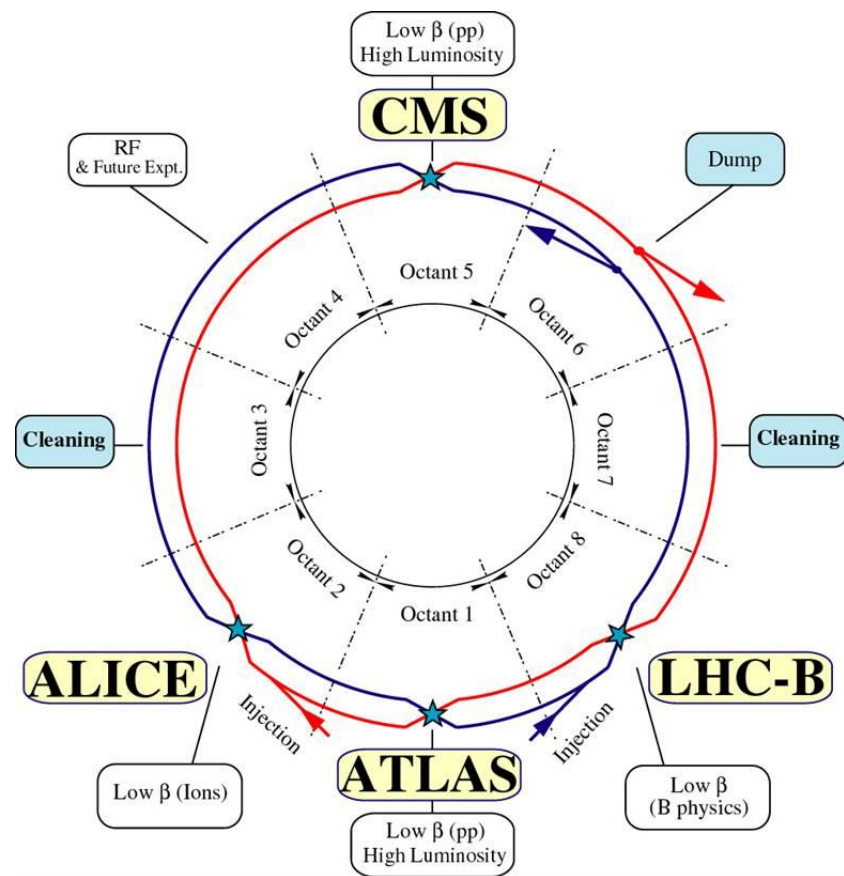 Low β (pp)
High Luminosity
CMS
RF
& Future Expt.
Dump
Octant 5
Octant 4
Octant 6
Cleaning
Octant 3
Octant 7
Cleaning
Octant 2
Octant 8
Octant 1
ALICE
LHC-B
Injection
Injection
ATLAS
Low β (Ions)
Low β
(B physics)
Low β (pp)
High Luminosity